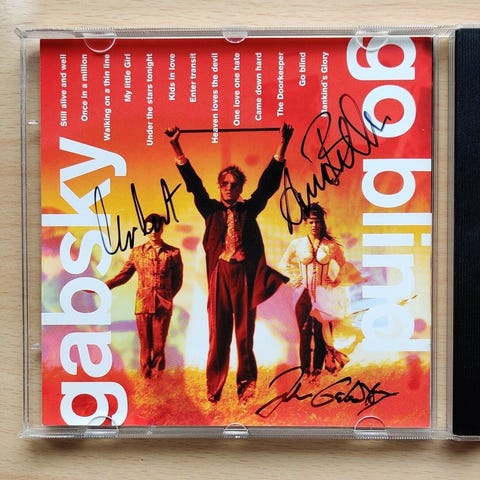 gabsky
go blind
Still alive and well
Once in a million
Walking on a thin line
My little Girl
Under the stars tonight
Kids in love
Enter transit
Heaven loves the devil
One love one hate
Came down hard
The Doorkeeper
Go blind
Mankind's Glory